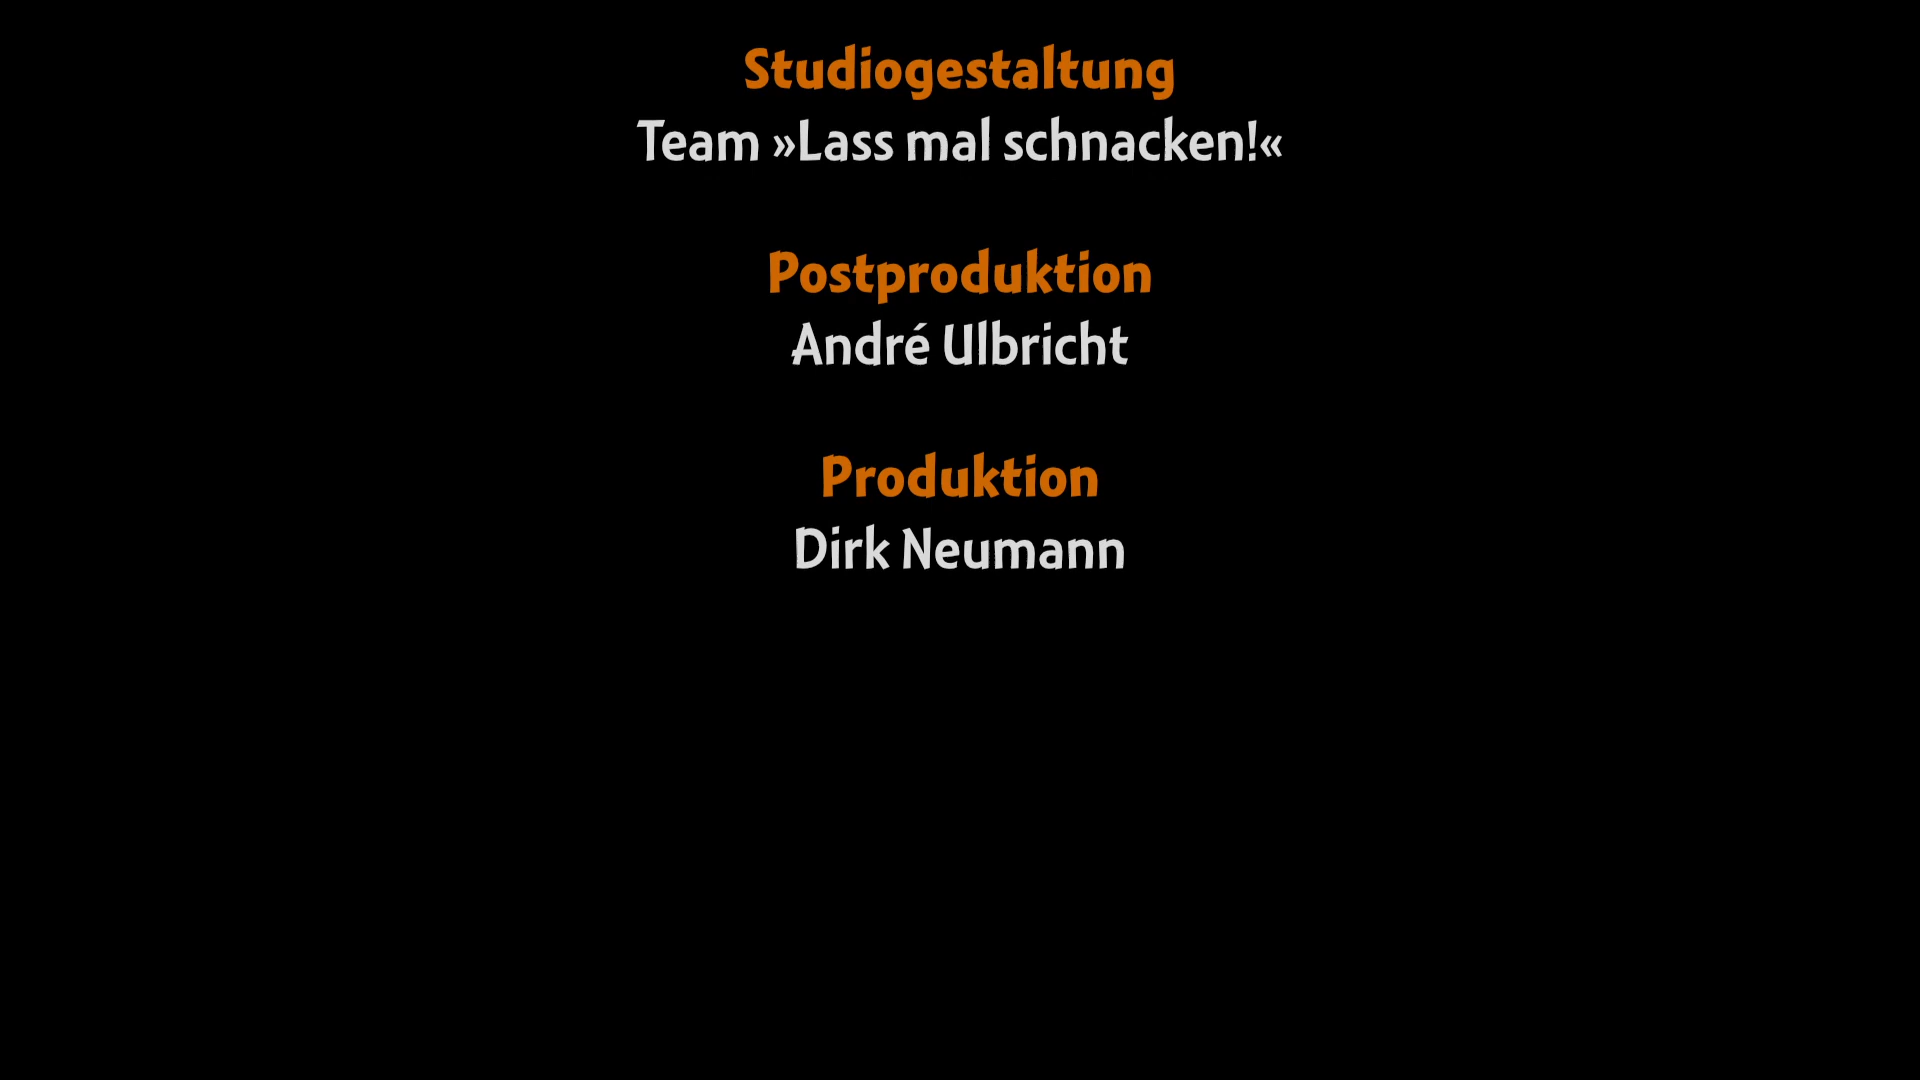 Studiogestaltung
Team »Lass mal schnacken!«
Postproduktion
André Ulbricht
Produktion
Dirk Neumann